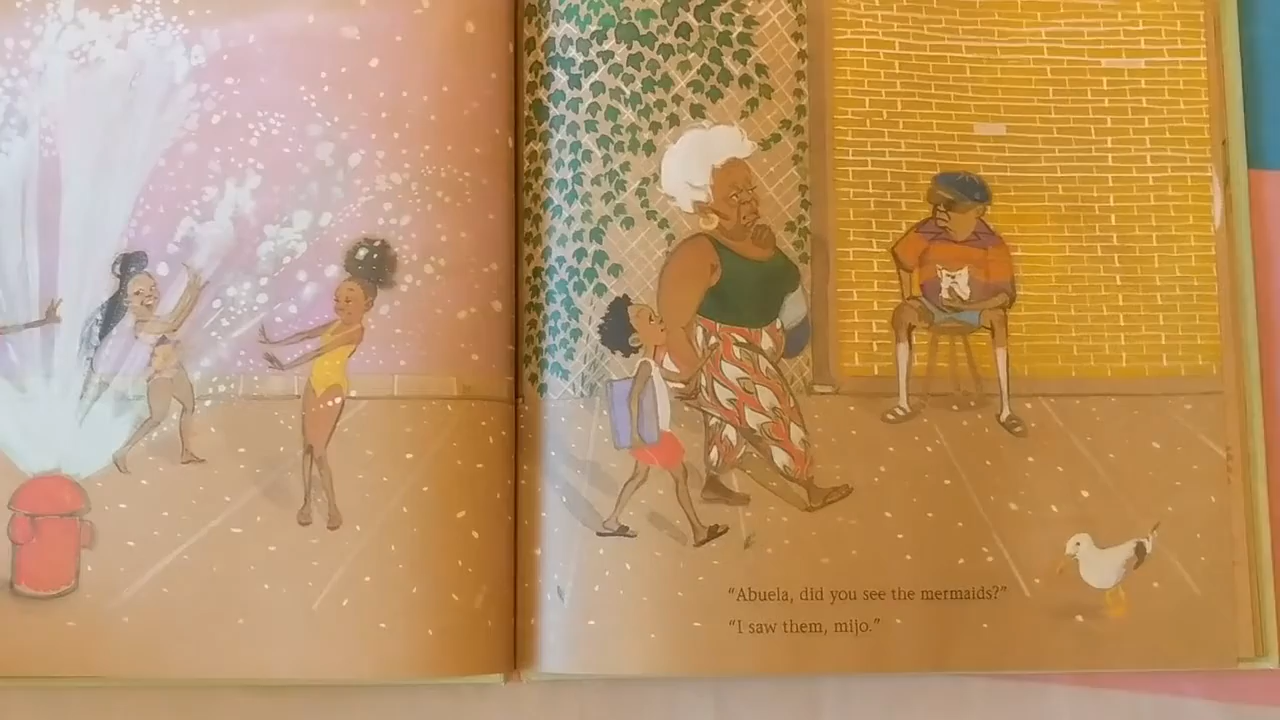 “Abuela, did you see the mermaids?”
“I saw them, mijo.”